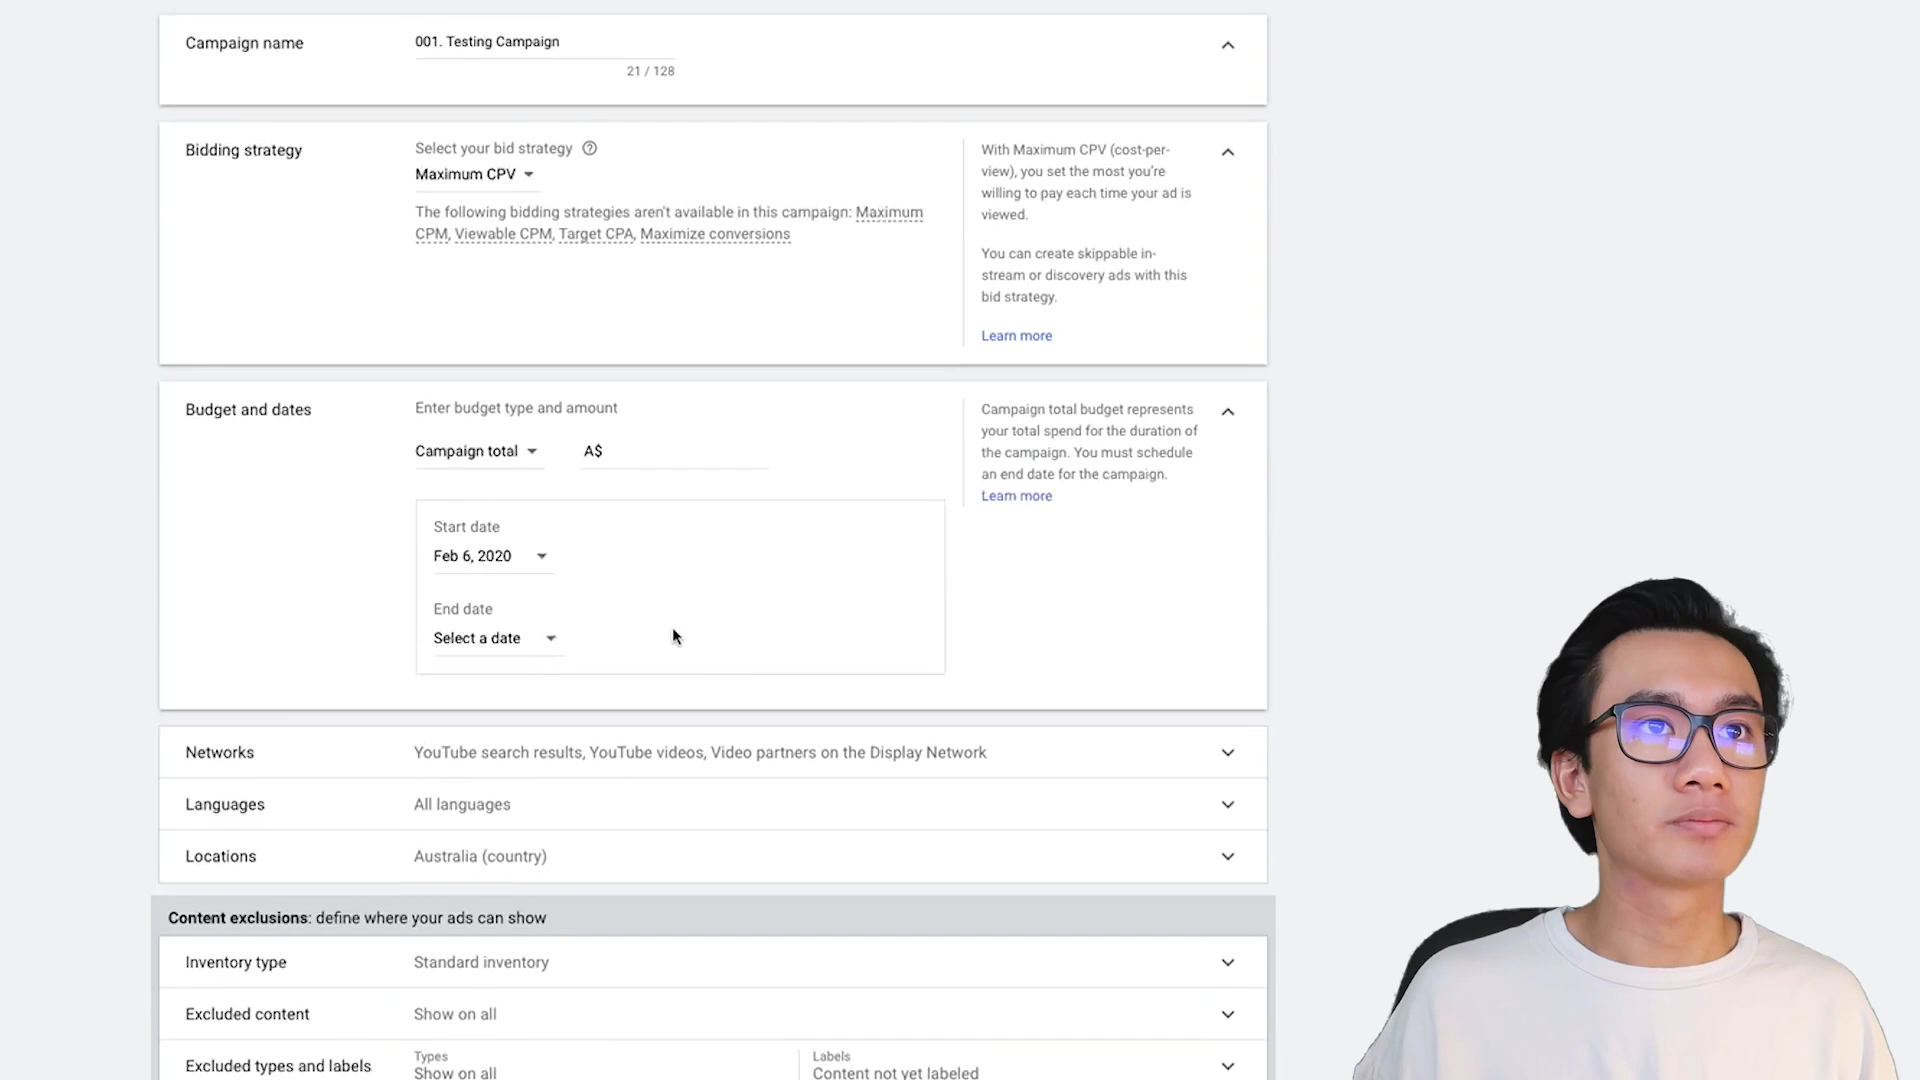 Campaign name
001. Testing Campaign
21 / 128
Bidding strategy
Select your bid strategy
Maximum CPV
The following bidding strategies aren't available in this campaign: Maximum
CPM, Viewable CPM, Target CPA, Maximize conversions
With Maximum CPV (cost-per-
view), you set the most you're
willing to pay each time your ad is
viewed.
You can create skippable in-
stream or discovery ads with this
bid strategy.
Learn more
Budget and dates
Enter budget type and amount
Campaign total
A$
Start date
Feb 6, 2020
End date
Select a date
Campaign total budget represents
your total spend for the duration of
the campaign. You must schedule
an end date for the campaign.
Learn more
Networks
YouTube search results, YouTube videos, Video partners on the Display Network
Languages
All languages
Locations
Australia (country)
Content exclusions: define where your ads can show
Inventory type
Standard inventory
Excluded content
Show on all
Excluded types and labels
Types
Show on all
Labels
Content not yet labeled